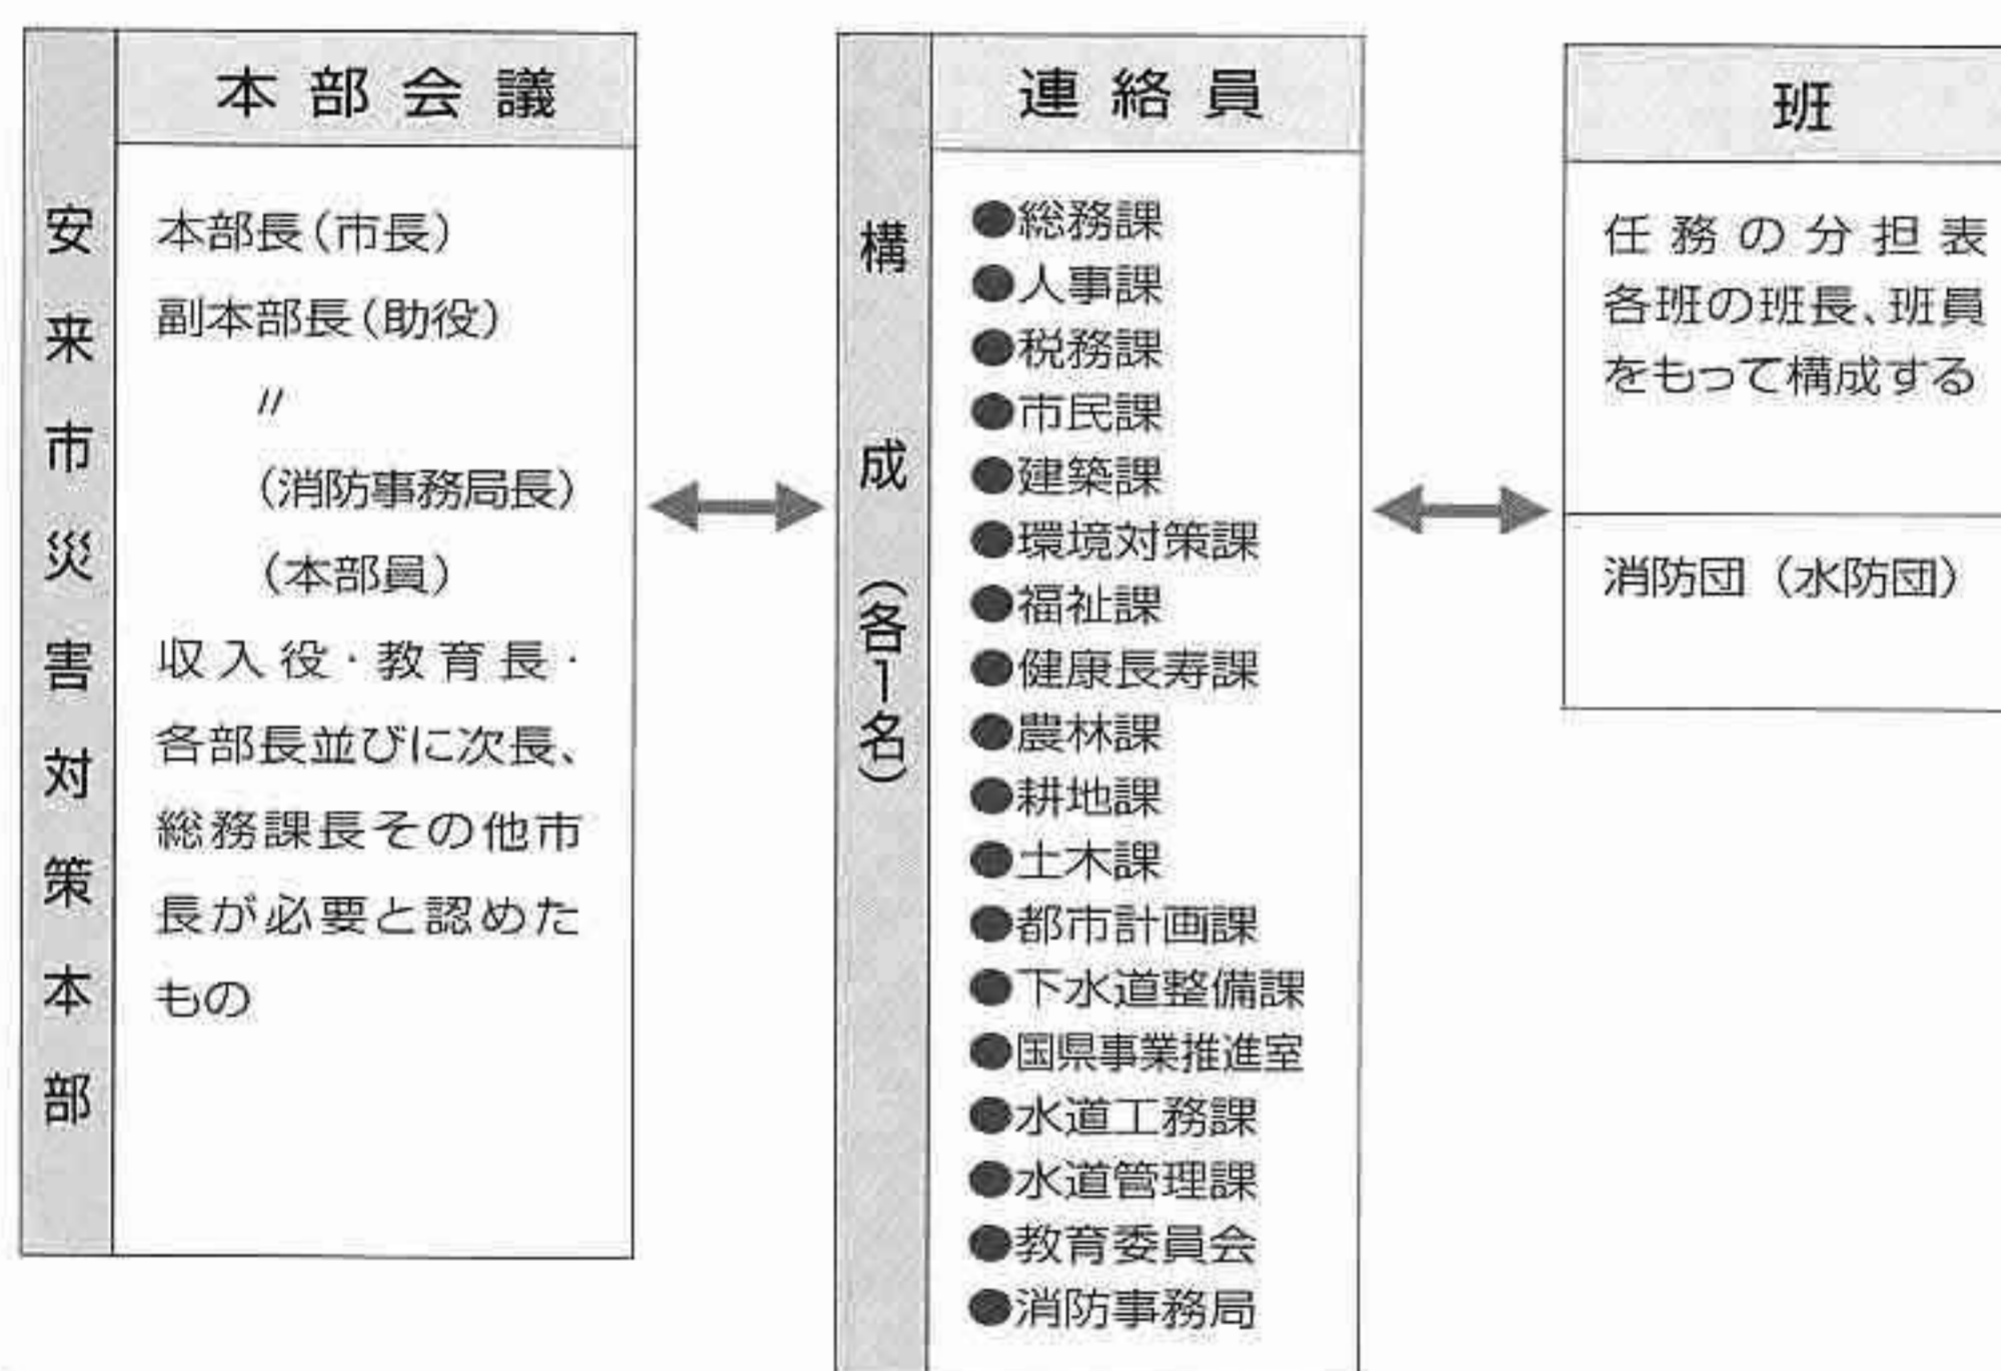 安来市災害対策本部
本部会議
本部長（市長）
副本部長（助役）
〃
（消防事務局長）
（本部員）
収入役・教育長・
各部長並びに次長、
総務課長その他市
長が必要と認めた
もの
構成（各1名）
連絡員
●総務課
●人事課
●税務課
●市民課
●建築課
●環境対策課
●福祉課
●健康長寿課
●農林課
●耕地課
●土木課
●都市計画課
●下水道整備課
●国県事業推進室
●水道工務課
●水道管理課
●教育委員会
●消防事務局
班
任務の分担表
各班の班長、班員
をもって構成する
消防団（水防団）